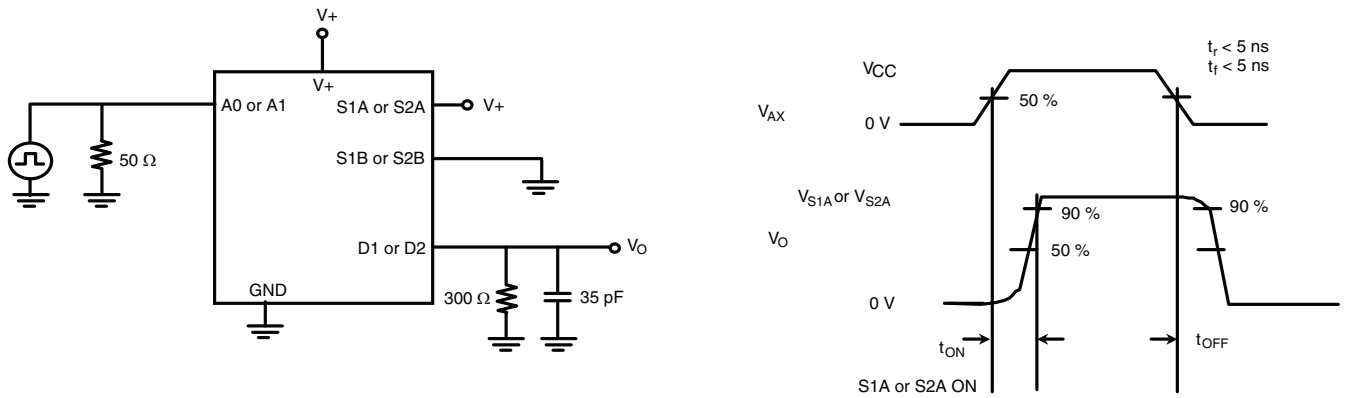 V+
V+
A0 or A1
S1A or S2A
V+
50 Ω
S1B or S2B
D1 or D2
VO
GND
300 Ω
35 pF
tr < 5 ns
tf < 5 ns
VCC
50 %
VAX
0 V
VS1A or VS2A
90 %
90 %
VO
50 %
0 V
tON
tOFF
S1A or S2A ON